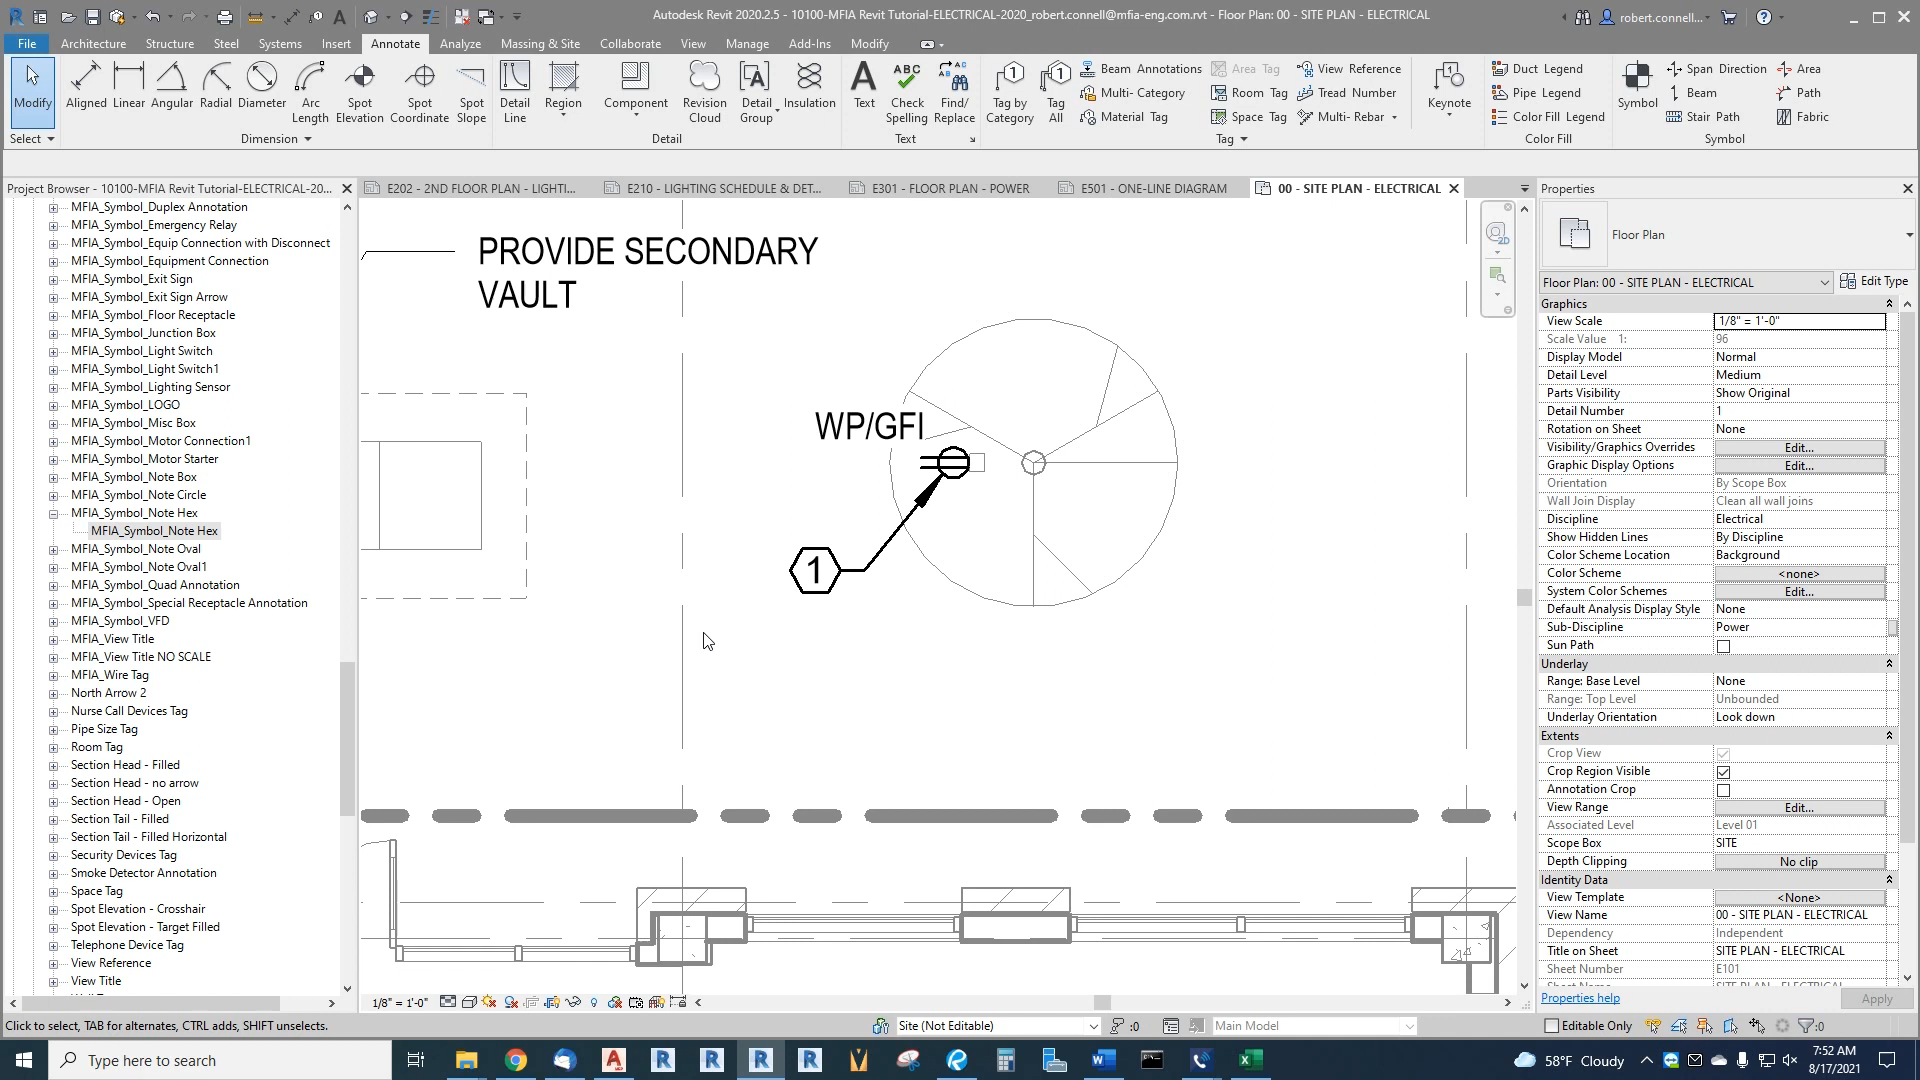 Autodesk Revit 2020.2.5 - 10100-MFIA Revit Tutorial-ELECTRICAL-2020_robert.connell@mfia-eng.com.rvt - Floor Plan: 00 - SITE PLAN - ELECTRICAL
robert.connell...
File Architecture Structure Steel Systems Insert Annotate Analyze Massing & Site Collaborate View Manage Add-Ins Modify
Modify Aligned Linear Angular Radial Diameter Arc Length Spot Elevation Spot Coordinate Spot Slope Detail Line Region Component Revision Cloud Detail Group Insulation Text Check Spelling Find/ Replace Tag by Category Tag All
Beam Annotations Area Tag View Reference
Multi- Category Room Tag Tread Number
Material Tag Space Tag Multi- Rebar
Keynote
Duct Legend
Pipe Legend
Color Fill Legend
Symbol
Span Direction Area
Beam Path
Stair Path Fabric
Select Dimension Detail Text Tag Color Fill Symbol
Project Browser - 10100-MFIA Revit Tutorial-ELECTRICAL-20...
E202 - 2ND FLOOR PLAN - LIGHTI... E210 - LIGHTING SCHEDULE & DET... E301 - FLOOR PLAN - POWER E501 - ONE-LINE DIAGRAM 00 - SITE PLAN - ELECTRICAL
MFIA_Symbol_Duplex Annotation
MFIA_Symbol_Emergency Relay
MFIA_Symbol_Equip Connection with Disconnect
MFIA_Symbol_Equipment Connection
MFIA_Symbol_Exit Sign
MFIA_Symbol_Exit Sign Arrow
MFIA_Symbol_Floor Receptacle
MFIA_Symbol_Junction Box
MFIA_Symbol_Light Switch
MFIA_Symbol_Light Switch1
MFIA_Symbol_Lighting Sensor
MFIA_Symbol_LOGO
MFIA_Symbol_Misc Box
MFIA_Symbol_Motor Connection1
MFIA_Symbol_Motor Starter
MFIA_Symbol_Note Box
MFIA_Symbol_Note Circle
MFIA_Symbol_Note Hex
MFIA_Symbol_Note Hex
MFIA_Symbol_Note Oval
MFIA_Symbol_Note Oval1
MFIA_Symbol_Quad Annotation
MFIA_Symbol_Special Receptacle Annotation
MFIA_Symbol_VFD
MFIA_View Title
MFIA_View Title NO SCALE
MFIA_Wire Tag
North Arrow 2
Nurse Call Devices Tag
Pipe Size Tag
Room Tag
Section Head - Filled
Section Head - no arrow
Section Head - Open
Section Tail - Filled
Section Tail - Filled Horizontal
Security Devices Tag
Smoke Detector Annotation
Space Tag
Spot Elevation - Crosshair
Spot Elevation - Target Filled
Telephone Device Tag
View Reference
View Title
PROVIDE SECONDARY
VAULT
WP/GFI
1
2D
Properties
Floor Plan
Floor Plan: 00 - SITE PLAN - ELECTRICAL Edit Type
Graphics
View Scale 1/8" = 1'-0"
Scale Value 1: 96
Display Model Normal
Detail Level Medium
Parts Visibility Show Original
Detail Number 1
Rotation on Sheet None
Visibility/Graphics Overrides Edit...
Graphic Display Options Edit...
Orientation By Scope Box
Wall Join Display Clean all wall joins
Discipline Electrical
Show Hidden Lines By Discipline
Color Scheme Location Background
Color Scheme <none>
System Color Schemes Edit...
Default Analysis Display Style None
Sub-Discipline Power
Sun Path
Underlay
Range: Base Level None
Range: Top Level Unbounded
Underlay Orientation Look down
Extents
Crop View
Crop Region Visible
Annotation Crop
View Range Edit...
Associated Level Level 01
Scope Box SITE
Depth Clipping No clip
Identity Data
View Template <None>
View Name 00 - SITE PLAN - ELECTRICAL
Dependency Independent
Title on Sheet SITE PLAN - ELECTRICAL
Sheet Number E101
Properties help Apply
1/8" = 1'-0"
Click to select, TAB for alternates, CTRL adds, SHIFT unselects.
Site (Not Editable) :0 Main Model Editable Only :0
Type here to search
58°F Cloudy
7:52 AM
8/17/2021